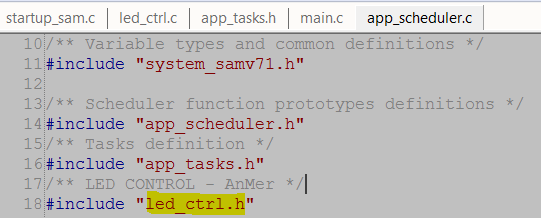 startup_sam.c led_ctrl.c app_tasks.h main.c app_scheduler.c
10 /** Variable types and common definitions */
11 #include "system_samv71.h"
12
13 /** Scheduler function prototypes definitions */
14 #include "app_scheduler.h"
15 /** Tasks definition */
16 #include "app_tasks.h"
17 /** LED CONTROL - AnMer */
18 #include "led_ctrl.h"